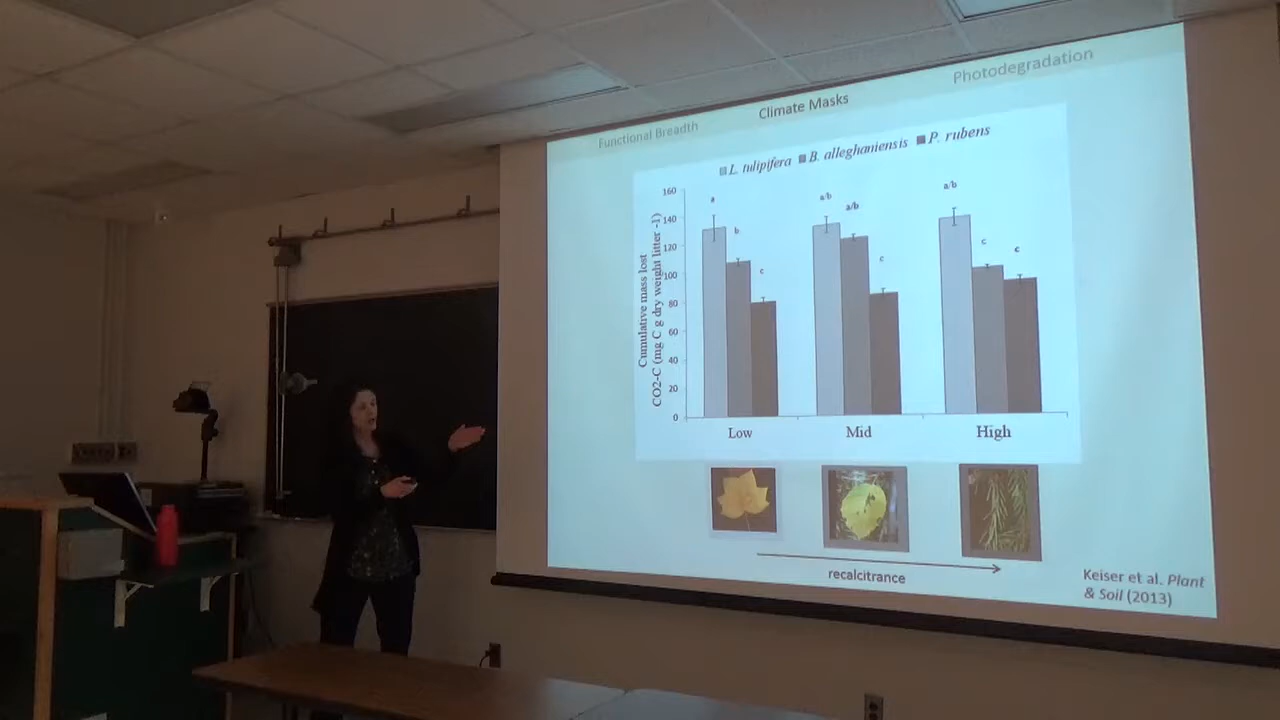 Functional Breadth
Climate Masks
Photodegradation
L. tulipifera B. alleghaniensis P. rubens
Cumulative mass lost
CO2-C (mg C g dry weight litter -1)
160
140
120
100
80
60
40
20
0
a
b
c
a/b
a/b
c
a/b
c
c
Low
Mid
High
recalcitrance
Keiser et al. Plant
& Soil (2013)